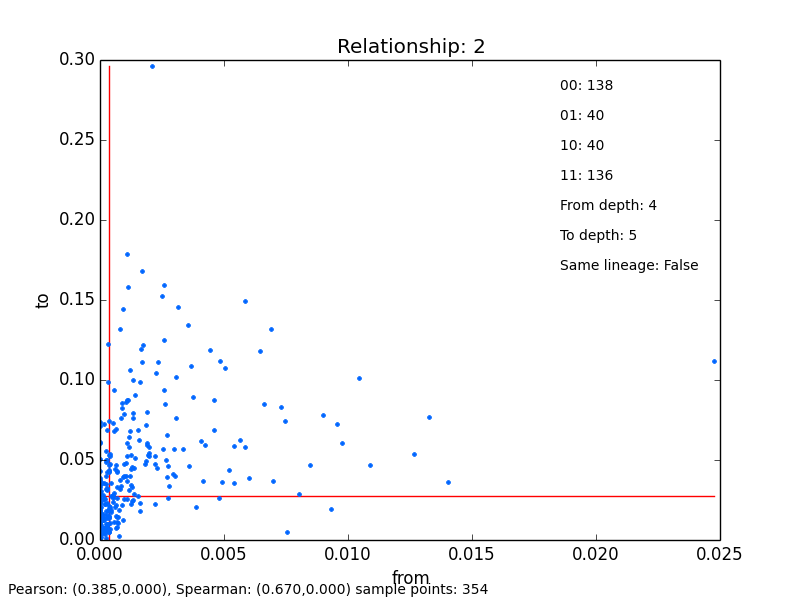 Relationship: 2
0.30
0.25
0.20
0.15
0.10
0.05
0.00
to
00: 138
01: 40
10: 40
11: 136
From depth: 4
To depth: 5
Same lineage: False
0.000 0.005 0.010 0.015 0.020 0.025
from
Pearson: (0.385,0.000), Spearman: (0.670,0.000) sample points: 354